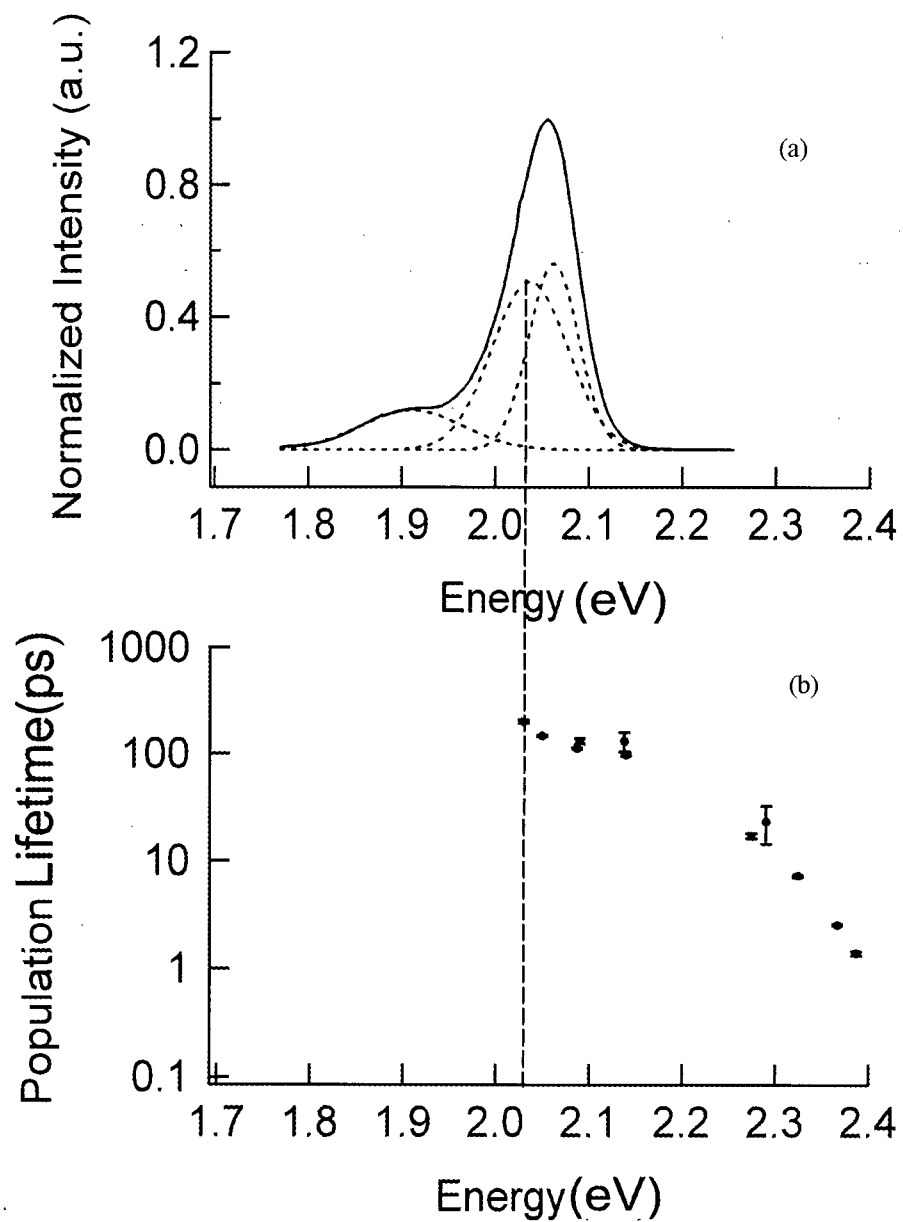 Normalized Intensity (a.u.)
1.2
0.8
0.4
0.0
(a)
1.7 1.8 1.9 2.0 2.1 2.2 2.3 2.4
Energy (eV)
Population Lifetime(ps)
1000
100
10
1
0.1
(b)
1.7 1.8 1.9 2.0 2.1 2.2 2.3 2.4
Energy(eV)